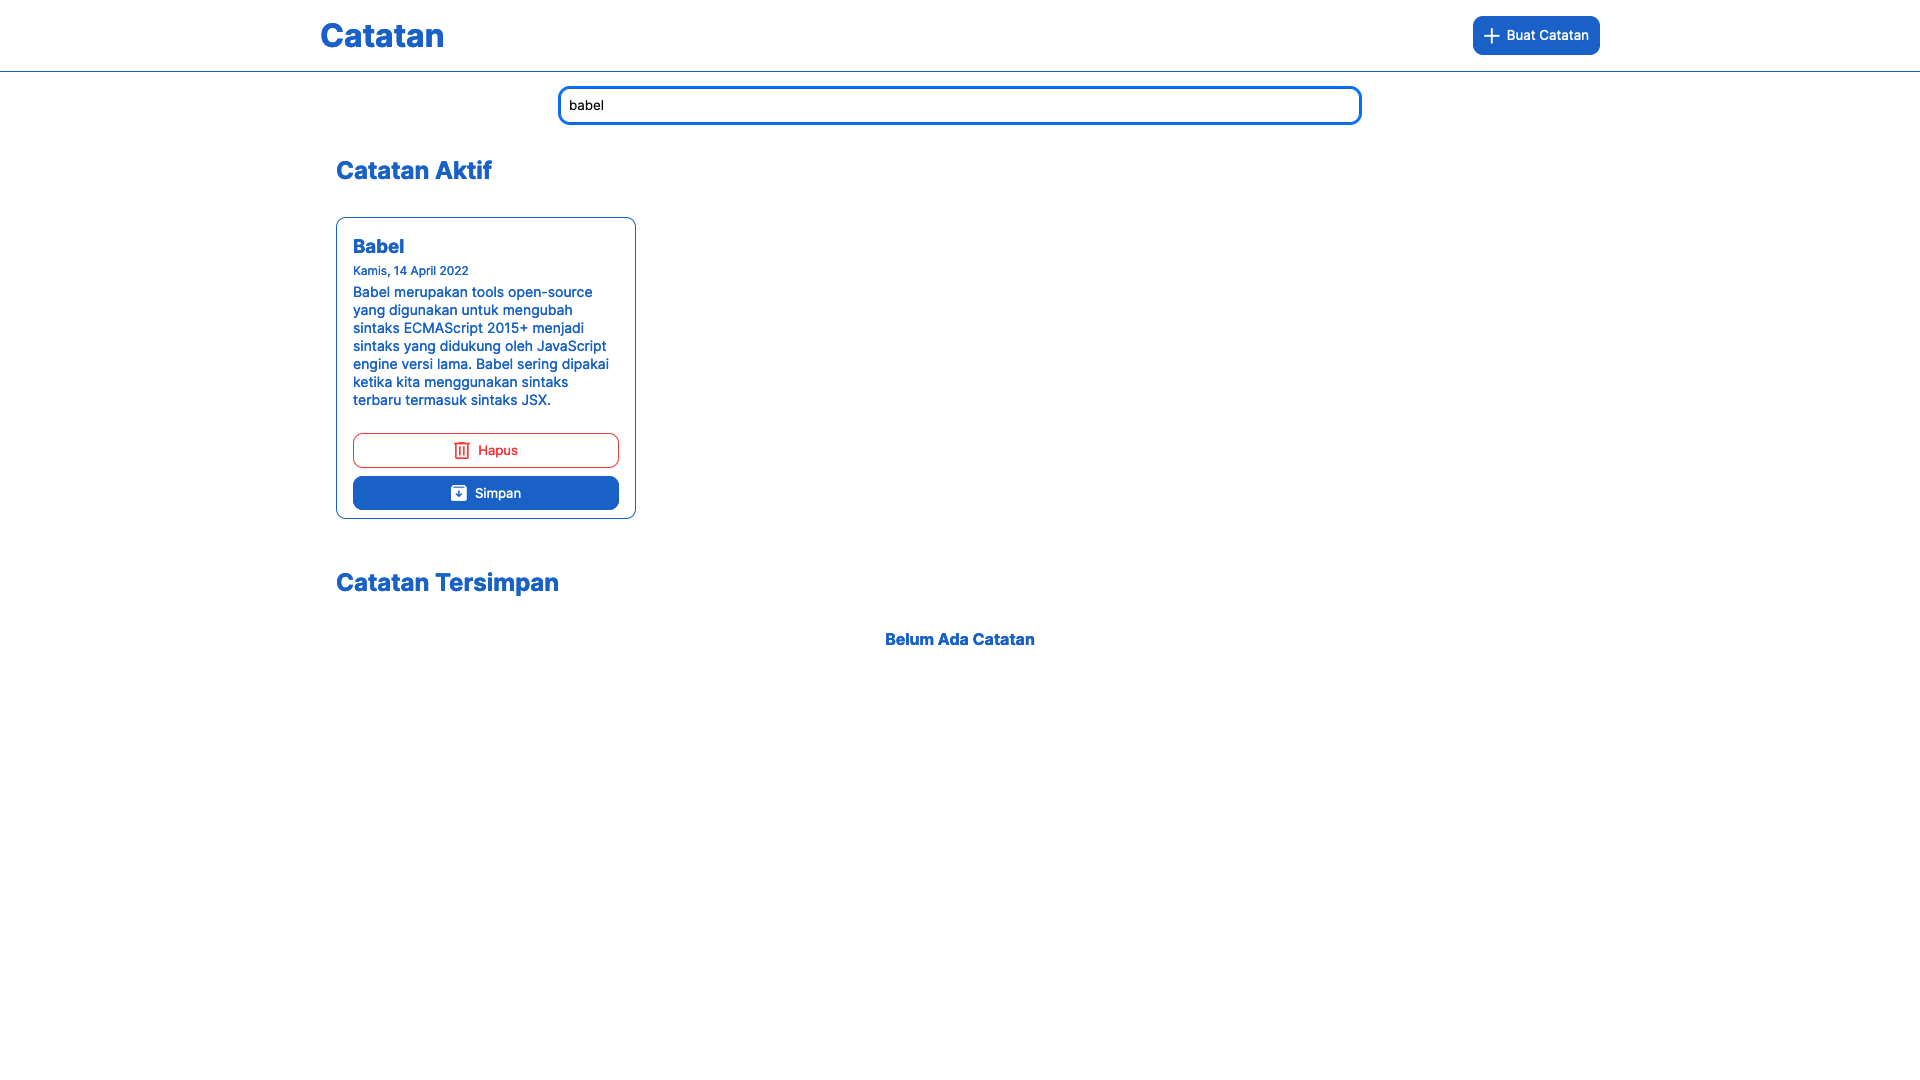 Catatan
Buat Catatan
babel
Catatan Aktif
Babel
Kamis, 14 April 2022
Babel merupakan tools open-source
yang digunakan untuk mengubah
sintaks ECMAScript 2015+ menjadi
sintaks yang didukung oleh JavaScript
engine versi lama. Babel sering dipakai
ketika kita menggunakan sintaks
terbaru termasuk sintaks JSX.
Hapus
Simpan
Catatan Tersimpan
Belum Ada Catatan